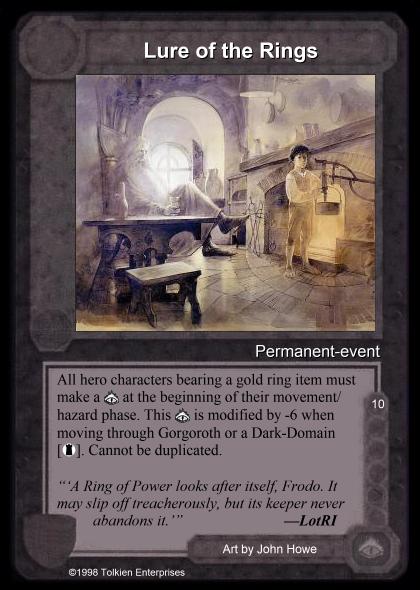 Lure of the Rings
Permanent-event
All hero characters bearing a gold ring item must
make a at the beginning of their movement/
hazard phase. This is modified by -6 when
moving through Gorgoroth or a Dark-Domain
[ ]. Cannot be duplicated.
10
“‘A Ring of Power looks after itself, Frodo. It
may slip off treacherously, but its keeper never
abandons it.’” —LotRI
Art by John Howe
©1998 Tolkien Enterprises